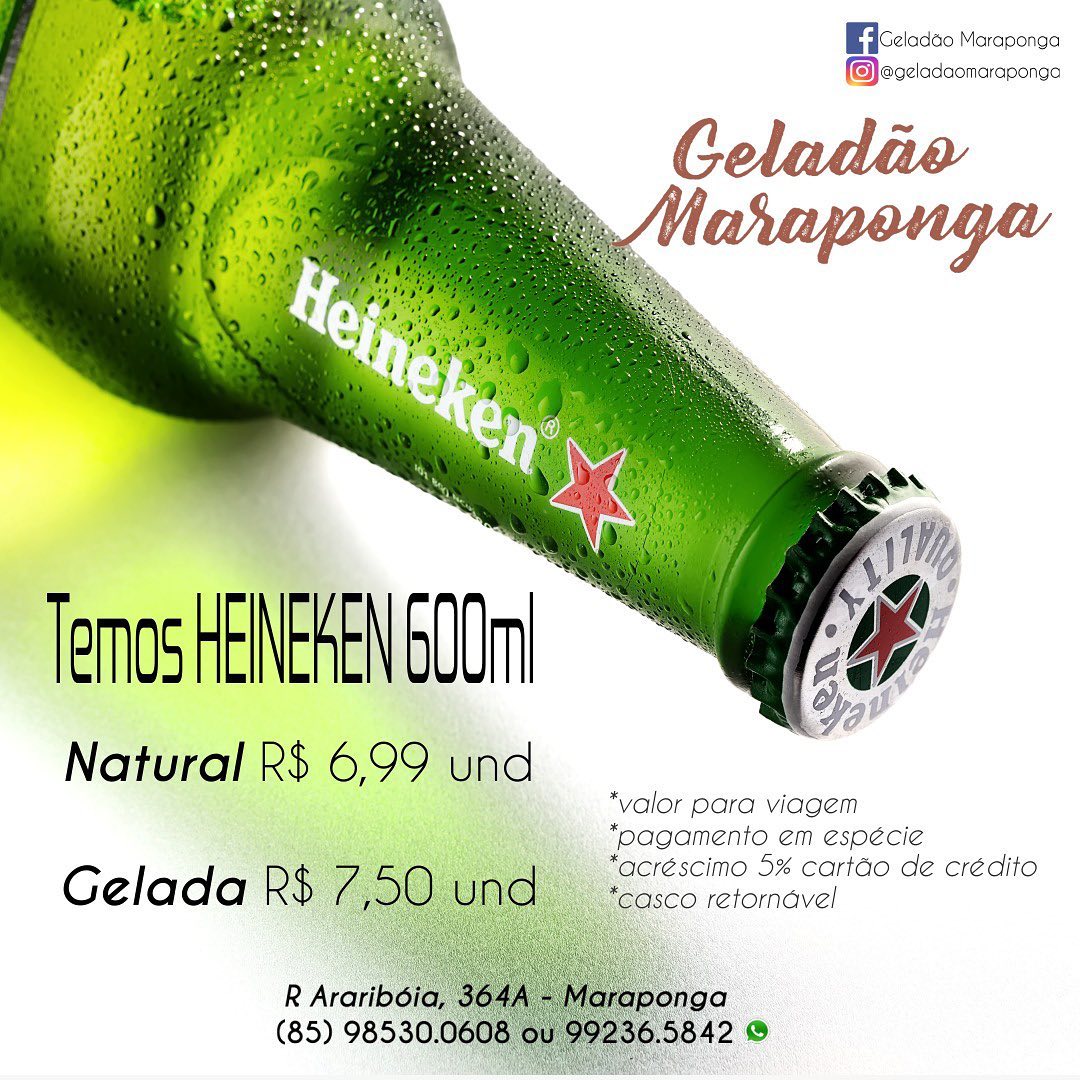 Geladão Maraponga
@geladaomaraponga
Geladão
Maraponga
Heineken®
Heineken · QUALITY ·
Temos HEINEKEN 600ml
Natural R$ 6,99 und
Gelada R$ 7,50 und
*valor para viagem
*pagamento em espécie
*acréscimo 5% cartão de crédito
*casco retornável
R Araribóia, 364A - Maraponga
(85) 98530.0608 ou 99236.5842